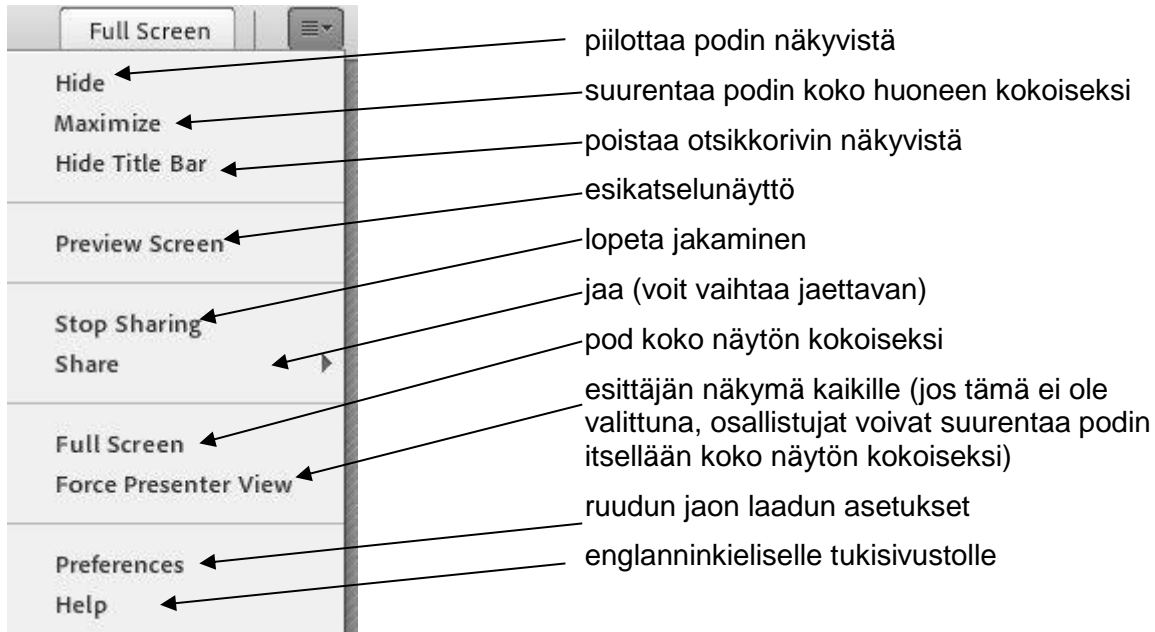 Full Screen
Hide
Maximize
Hide Title Bar
Preview Screen
Stop Sharing
Share
Full Screen
Force Presenter View
Preferences
Help
piilottaa podin näkyvistä
suurentaa podin koko huoneen kokoiseksi
poistaa otsikkorivin näkyvistä
esikatselunäyttö
lopeta jakaminen
jaa (voit vaihtaa jaettavan)
pod koko näytön kokoiseksi
esittäjän näkymä kaikille (jos tämä ei ole
valittuna, osallistujat voivat suurentaa podin
itsellään koko näytön kokoiseksi)
ruudun jaon laadun asetukset
englanninkieliselle tukisivustolle